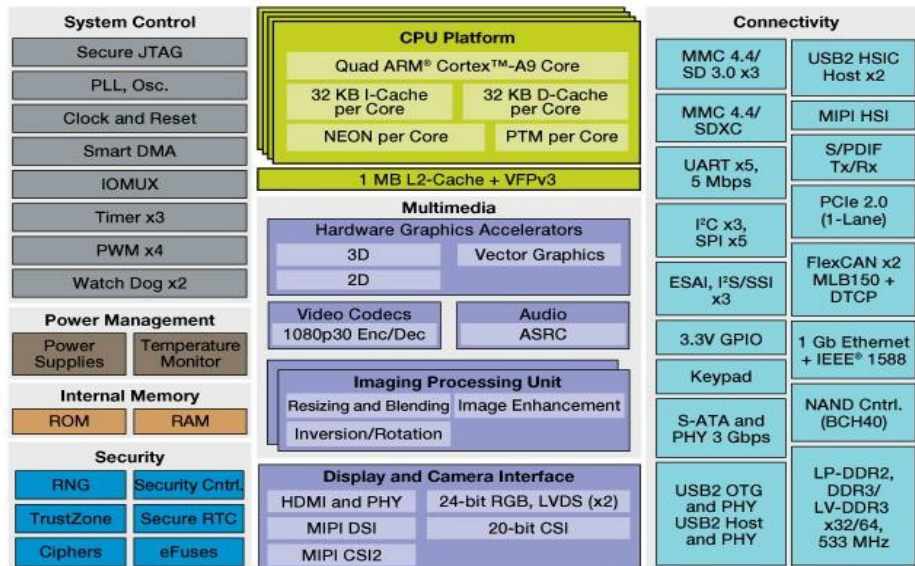 System Control
Secure JTAG
PLL, Osc.
Clock and Reset
Smart DMA
IOMUX
Timer x3
PWM x4
Watch Dog x2
Power Management
Power
Supplies
Temperature
Monitor
Internal Memory
ROM
RAM
Security
RNG
Security Cntrl.
TrustZone
Secure RTC
Ciphers
eFuses
CPU Platform
Quad ARM® Cortex™-A9 Core
32 KB I-Cache
per Core
32 KB D-Cache
per Core
NEON per Core
PTM per Core
1 MB L2-Cache + VFPv3
Multimedia
Hardware Graphics Accelerators
3D
Vector Graphics
2D
Video Codecs
1080p30 Enc/Dec
Audio
ASRC
Imaging Processing Unit
Resizing and Blending
Image Enhancement
Inversion/Rotation
Display and Camera Interface
HDMI and PHY
24-bit RGB, LVDS (x2)
MIPI DSI
20-bit CSI
MIPI CSI2
Connectivity
MMC 4.4/
SD 3.0 x3
MMC 4.4/
SDXC
UART x5,
5 Mbps
I²C x3,
SPI x5
ESAI, I²S/SSI
x3
3.3V GPIO
Keypad
S-ATA and
PHY 3 Gbps
USB2 OTG
and PHY
USB2 Host
and PHY
USB2 HSIC
Host x2
MIPI HSI
S/PDIF
Tx/Rx
PCIe 2.0
(1-Lane)
FlexCAN x2
MLB150 +
DTCP
1 Gb Ethernet
+ IEEE® 1588
NAND Cntrl.
(BCH40)
LP-DDR2,
DDR3/
LV-DDR3
x32/64,
533 MHz